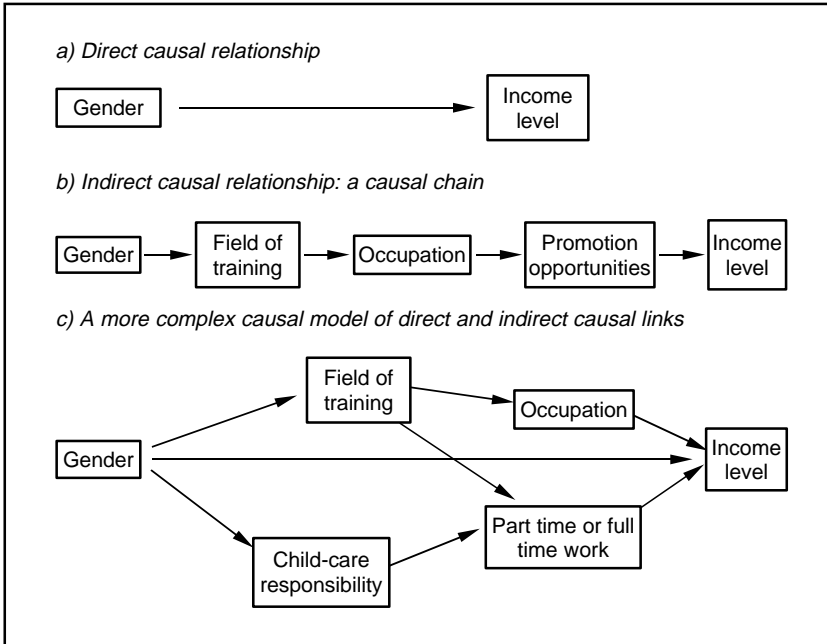 a) Direct causal relationship
Gender
Income
level
b) Indirect causal relationship: a causal chain
Gender
Field of
training
Occupation
Promotion
opportunities
Income
level
c) A more complex causal model of direct and indirect causal links
Field of
training
Occupation
Gender
Income
level
Part time or full
time work
Child-care
responsibility